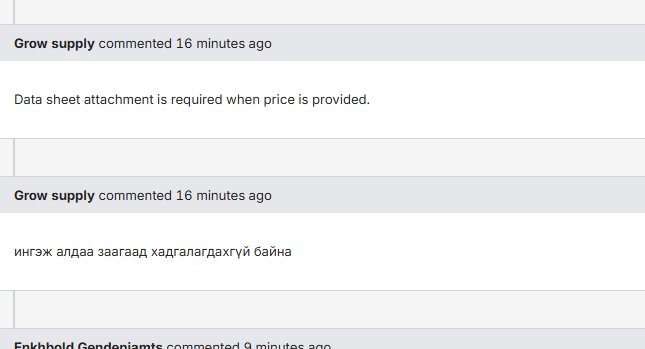 Grow supply commented 16 minutes ago
Data sheet attachment is required when price is provided.
Grow supply commented 16 minutes ago
ингэж алдаа заагаад хадгалагдахгүй байна
Enkhbold Gendenjamts commented 9 minutes ago